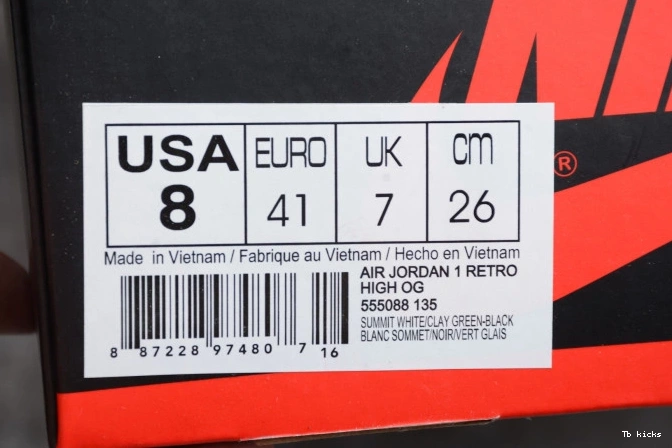 USA EURO UK cm
8 41 7 26
®
Made in Vietnam / Fabrique au Vietnam / Hecho en Vietnam
AIR JORDAN 1 RETRO
HIGH OG
555088 135
SUMMIT WHITE/CLAY GREEN-BLACK
BLANC SOMMET/NOIR/VERT GLAIS
8 87228 97480 7 16
Tb kicks